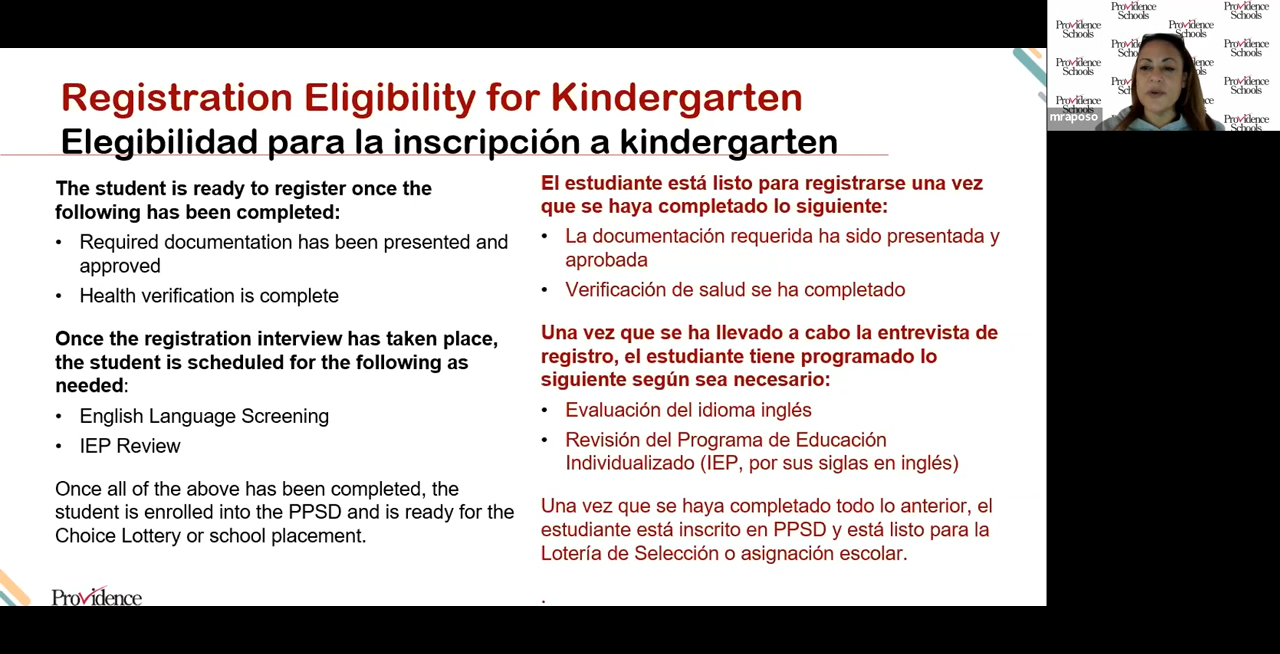 Registration Eligibility for Kindergarten
Elegibilidad para la inscripción a kindergarten
The student is ready to register once the
following has been completed:
• Required documentation has been presented and
approved
• Health verification is complete
Once the registration interview has taken place,
the student is scheduled for the following as
needed:
• English Language Screening
• IEP Review
Once all of the above has been completed, the
student is enrolled into the PPSD and is ready for the
Choice Lottery or school placement.
El estudiante está listo para registrarse una vez
que se haya completado lo siguiente:
• La documentación requerida ha sido presentada y
aprobada
• Verificación de salud se ha completado
Una vez que se ha llevado a cabo la entrevista de
registro, el estudiante tiene programado lo
siguiente según sea necesario:
• Evaluación del idioma inglés
• Revisión del Programa de Educación
Individualizado (IEP, por sus siglas en inglés)
Una vez que se haya completado todo lo anterior, el
estudiante está inscrito en PPSD y está listo para la
Lotería de Selección o asignación escolar.
.
Providence
Providence
Schools
Providence
Schools
Providence
Schools
Providence
Schools
Providence
Schools
Providence
Schools
Providence
Schools
Providence
Schools
Providence
Schools
mraposo